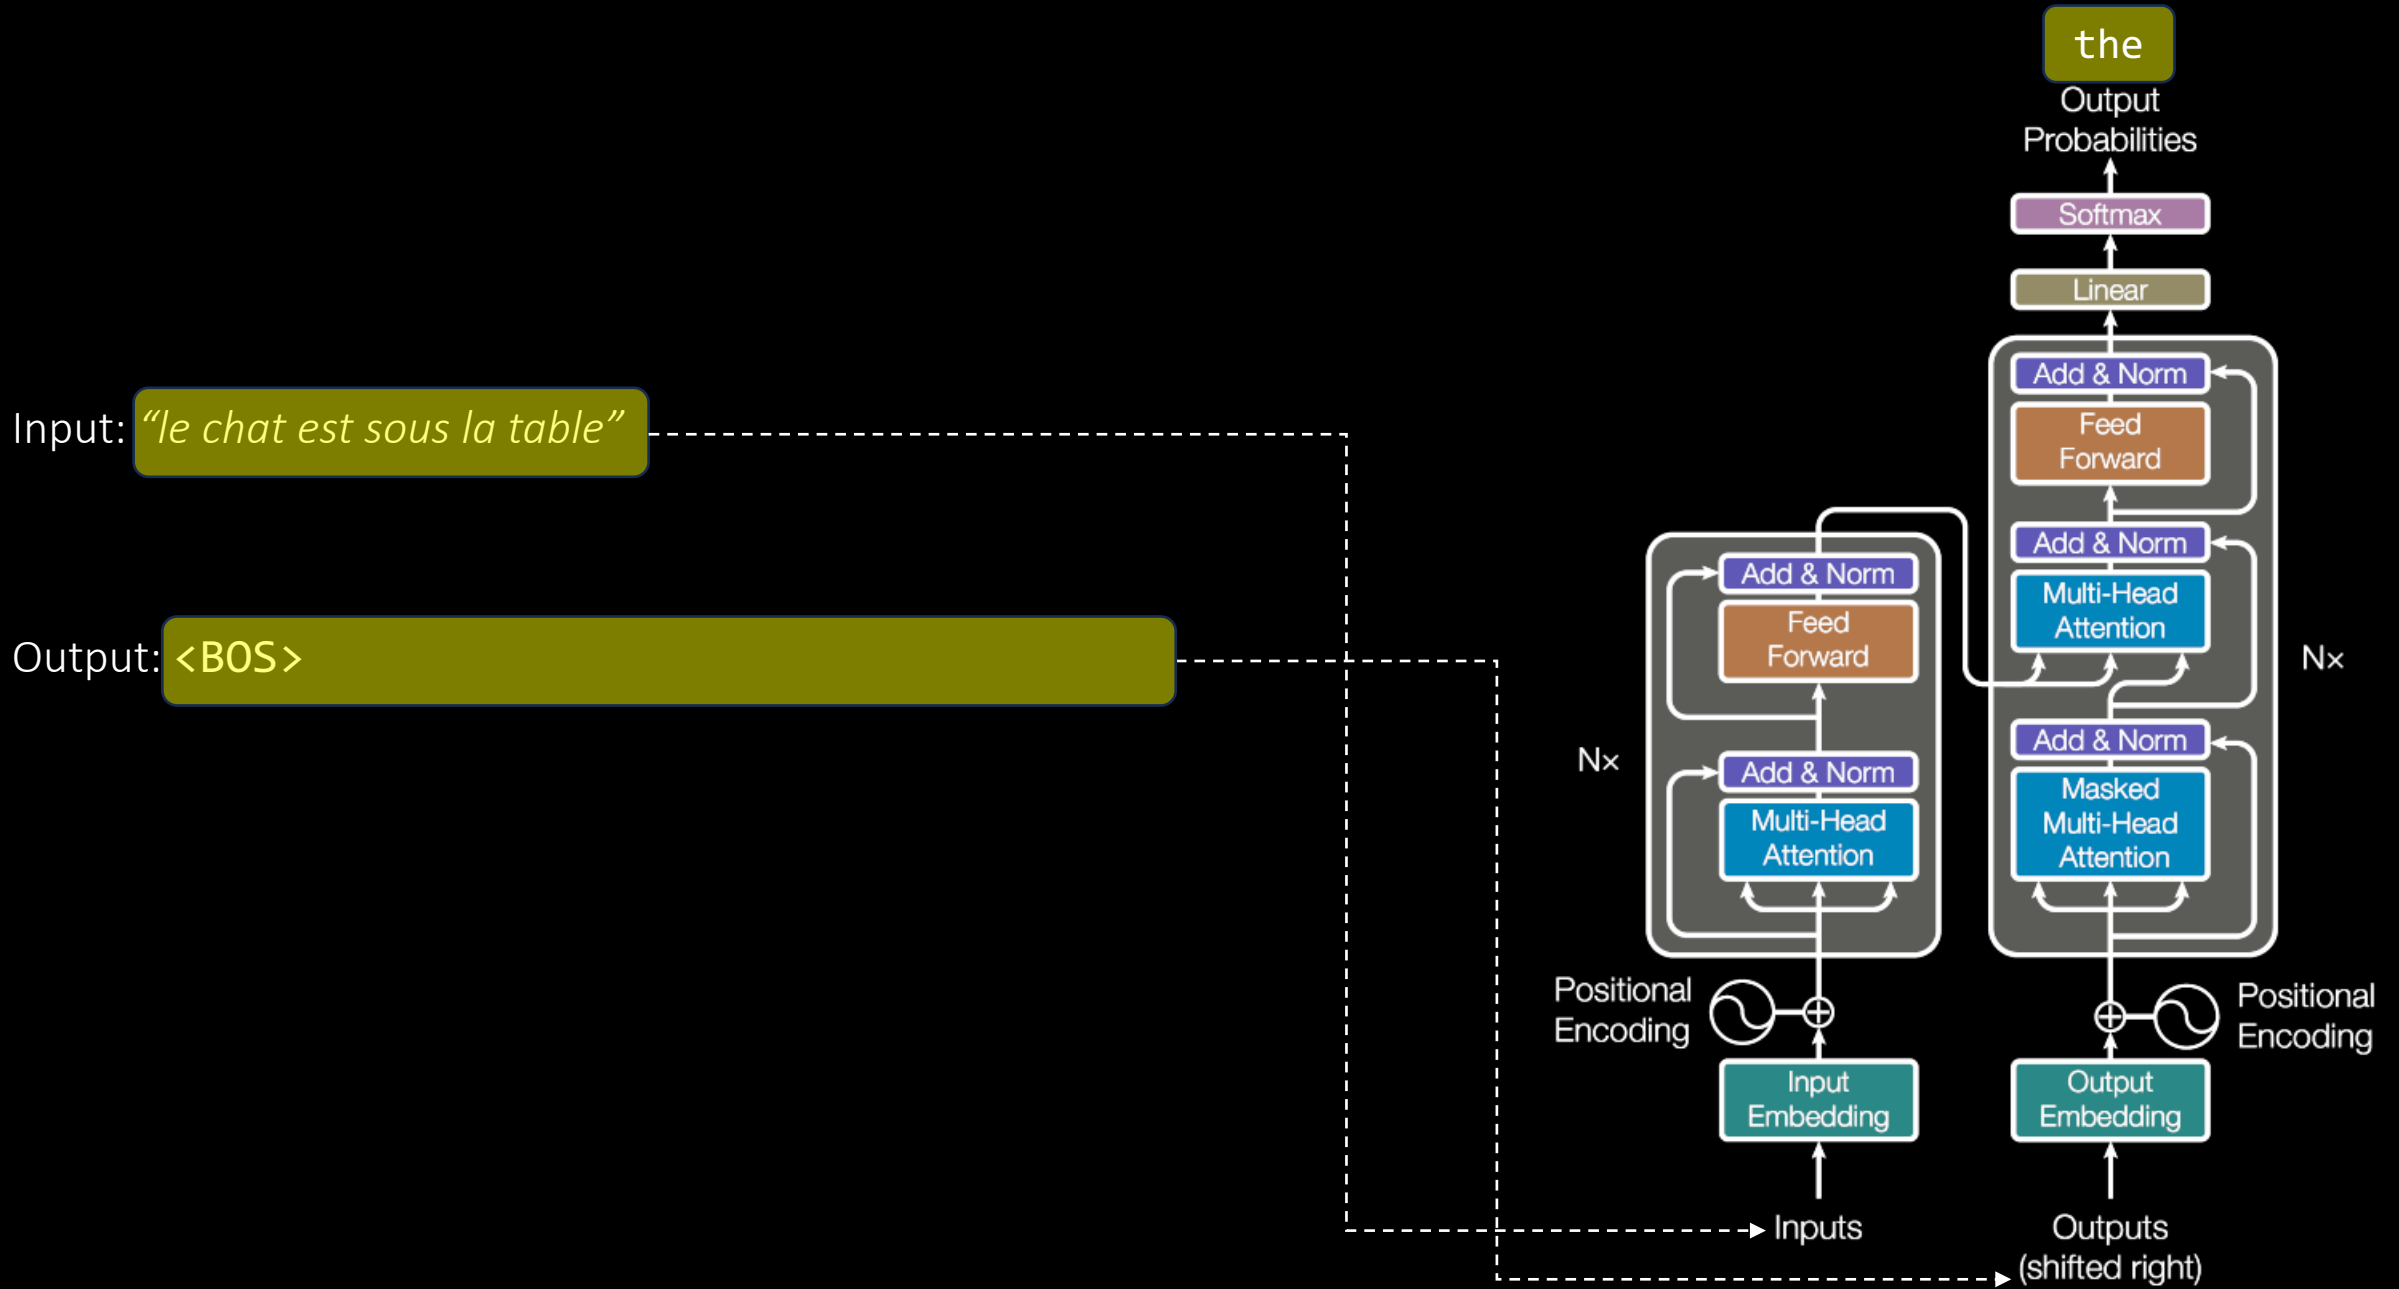 the
Output
Probabilities
Softmax
Linear
Add & Norm
Feed
Forward
Add & Norm
Multi-Head
Attention
N×
Add & Norm
Masked
Multi-Head
Attention
Positional
Encoding
Output
Embedding
Outputs
(shifted right)
Input: “le chat est sous la table”
Output: <BOS>
Add & Norm
Feed
Forward
N×
Add & Norm
Multi-Head
Attention
Positional
Encoding
Input
Embedding
Inputs